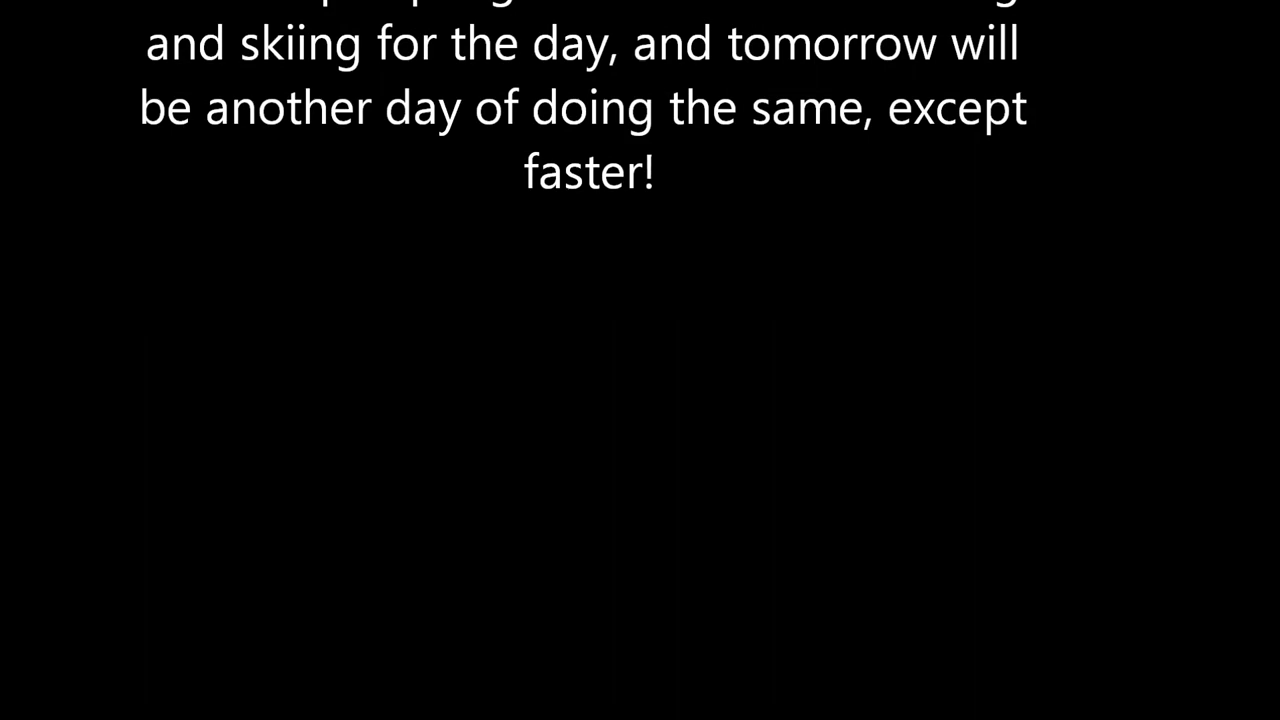 and skiing for the day, and tomorrow will
be another day of doing the same, except
faster!